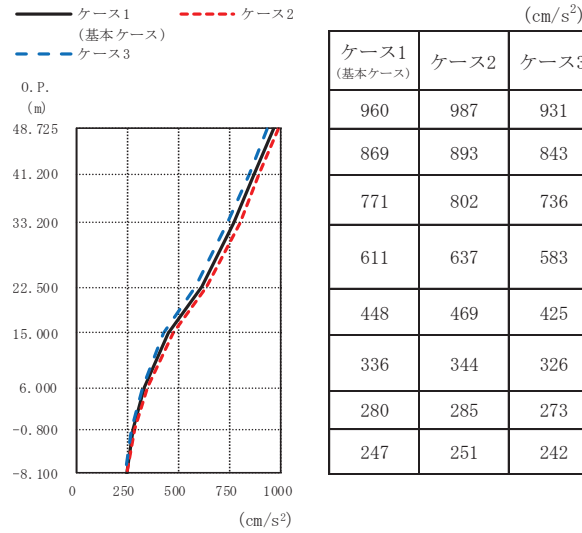 ケース1
(基本ケース)
ケース2
ケース3
O.P.
(m)
48.725
41.200
33.200
22.500
15.000
6.000
-0.800
-8.100
0 250 500 750 1000
(cm/s²)
(cm/s²)
ケース1 ケース2 ケース3
(基本ケース)
960 987 931
869 893 843
771 802 736
611 637 583
448 469 425
336 344 326
280 285 273
247 251 242